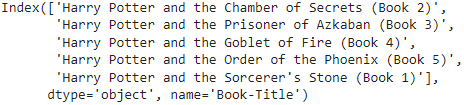 Index(['Harry Potter and the Chamber of Secrets (Book 2)',
'Harry Potter and the Prisoner of Azkaban (Book 3)',
'Harry Potter and the Goblet of Fire (Book 4)',
'Harry Potter and the Order of the Phoenix (Book 5)',
'Harry Potter and the Sorcerer's Stone (Book 1)'],
dtype='object', name='Book-Title')